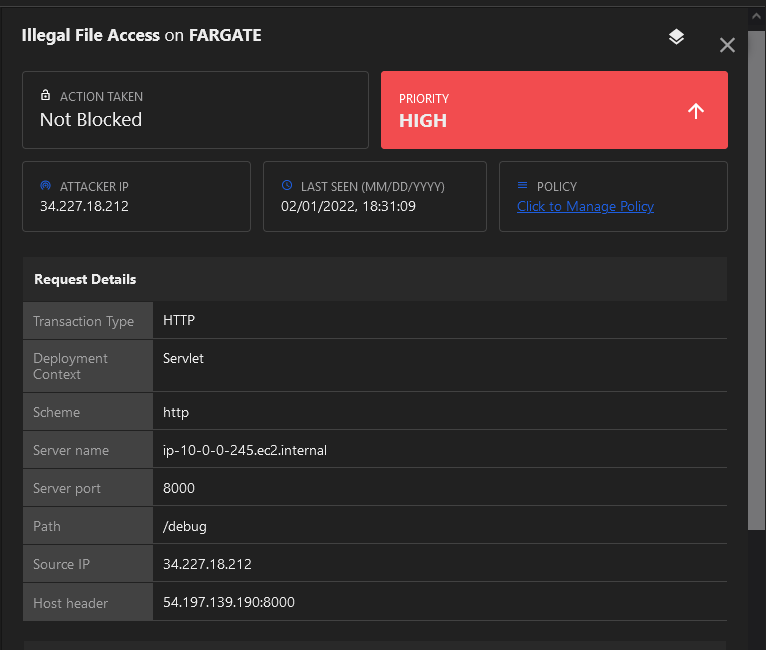 Illegal File Access on FARGATE
ACTION TAKEN
Not Blocked
PRIORITY
HIGH
ATTACKER IP
34.227.18.212
LAST SEEN (MM/DD/YYYY)
02/01/2022, 18:31:09
POLICY
Click to Manage Policy
Request Details
Transaction Type HTTP
Deployment Servlet
Context
Scheme http
Server name ip-10-0-0-245.ec2.internal
Server port 8000
Path /debug
Source IP 34.227.18.212
Host header 54.197.139.190:8000